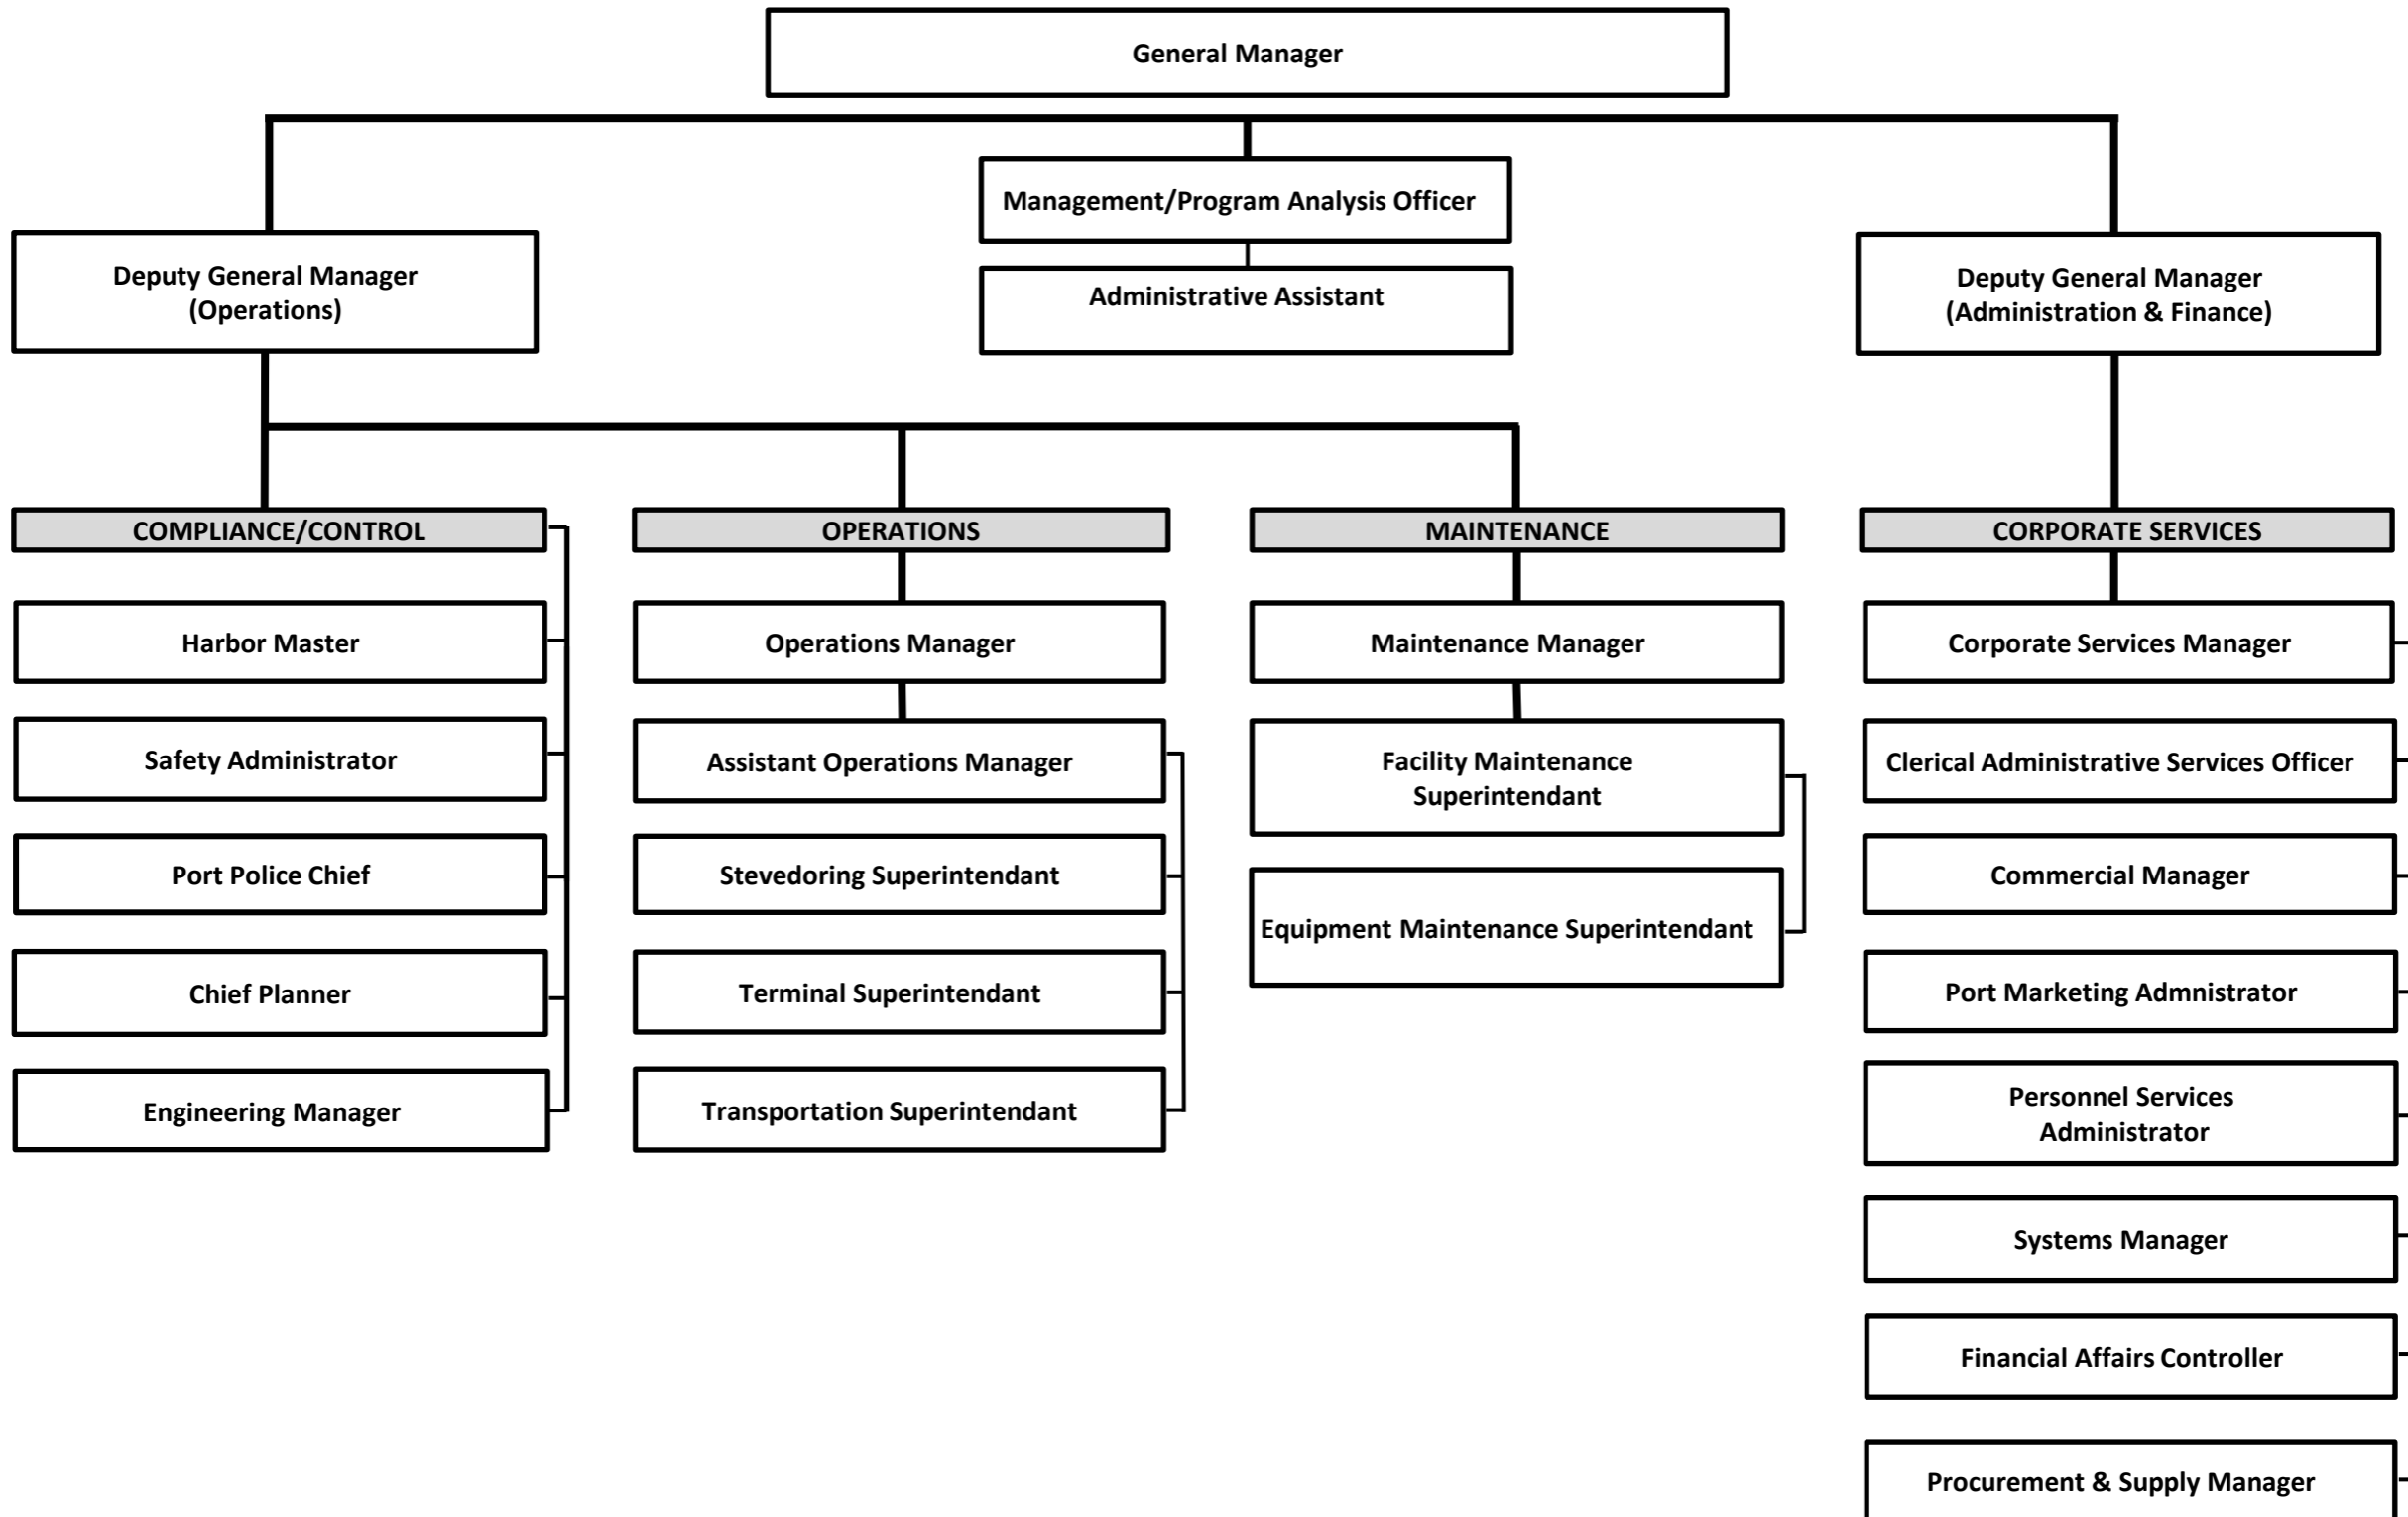 General Manager
Management/Program Analysis Officer
Administrative Assistant
Deputy General Manager
(Operations)
Deputy General Manager
(Administration & Finance)
COMPLIANCE/CONTROL
Harbor Master
Safety Administrator
Port Police Chief
Chief Planner
Engineering Manager
OPERATIONS
Operations Manager
Assistant Operations Manager
Stevedoring Superintendant
Terminal Superintendant
Transportation Superintendant
MAINTENANCE
Maintenance Manager
Facility Maintenance
Superintendant
Equipment Maintenance Superintendant
CORPORATE SERVICES
Corporate Services Manager
Clerical Administrative Services Officer
Commercial Manager
Port Marketing Admnistrator
Personnel Services
Administrator
Systems Manager
Financial Affairs Controller
Procurement & Supply Manager